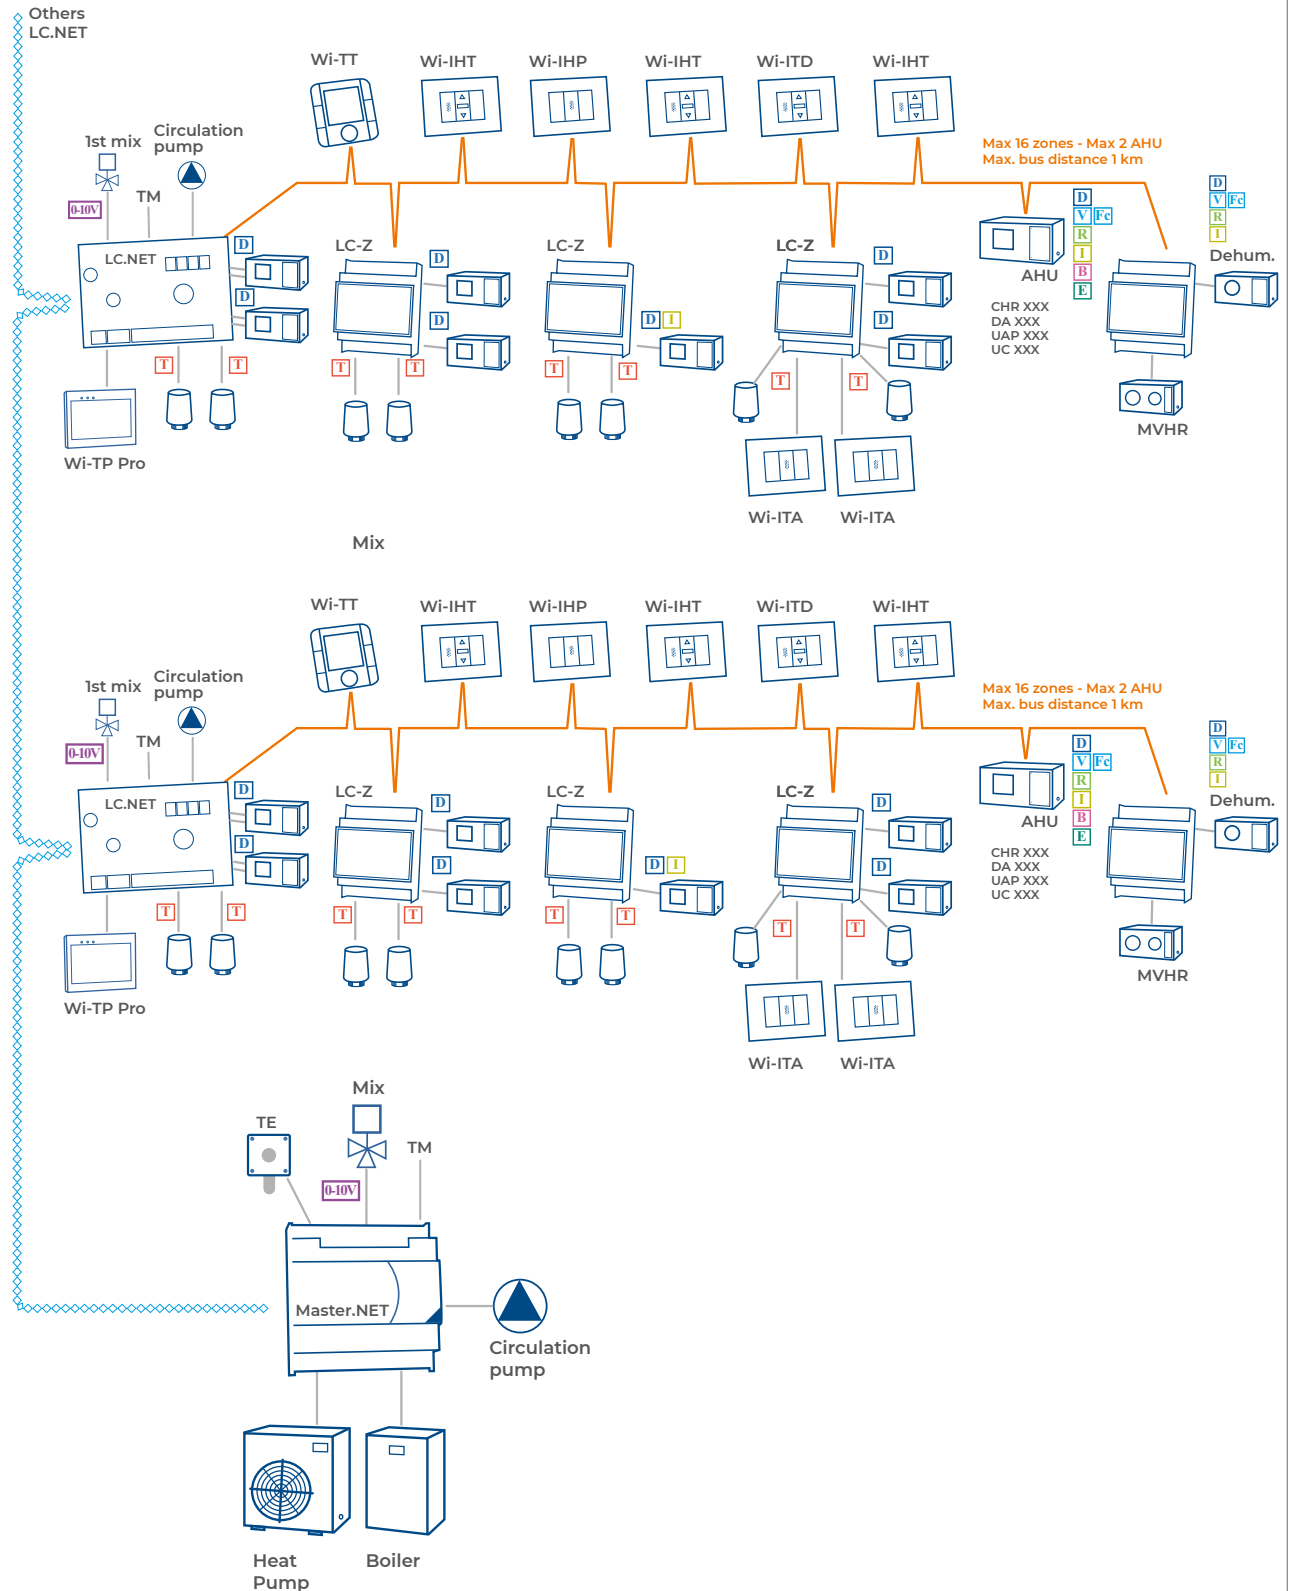 Others
LC.NET
Wi-TT
Wi-IHT
Wi-IHP
Wi-IHT
Wi-ITD
Wi-IHT
1st mix
Circulation
pump
Max 16 zones - Max 2 AHU
Max. bus distance 1 km
TM
0-10V
D
V Fc
R
I
B
E
D
V Fc
R
I
LC.NET
D
D
LC-Z
D
D
LC-Z
D I
LC-Z
D
D
AHU
Dehum.
CHR XXX
DA XXX
UAP XXX
UC XXX
T
T
T
T
T
T
T
T
Wi-TP Pro
MVHR
Wi-ITA
Wi-ITA
Mix
Wi-TT
Wi-IHT
Wi-IHP
Wi-IHT
Wi-ITD
Wi-IHT
1st mix
Circulation
pump
Max 16 zones - Max 2 AHU
Max. bus distance 1 km
TM
0-10V
D
V Fc
R
I
B
E
D
V Fc
R
I
LC.NET
D
D
LC-Z
D
D
LC-Z
D I
LC-Z
D
D
AHU
Dehum.
CHR XXX
DA XXX
UAP XXX
UC XXX
T
T
T
T
T
T
T
T
Wi-TP Pro
MVHR
Wi-ITA
Wi-ITA
Mix
TE
TM
0-10V
Master.NET
Circulation
pump
Heat
Pump
Boiler